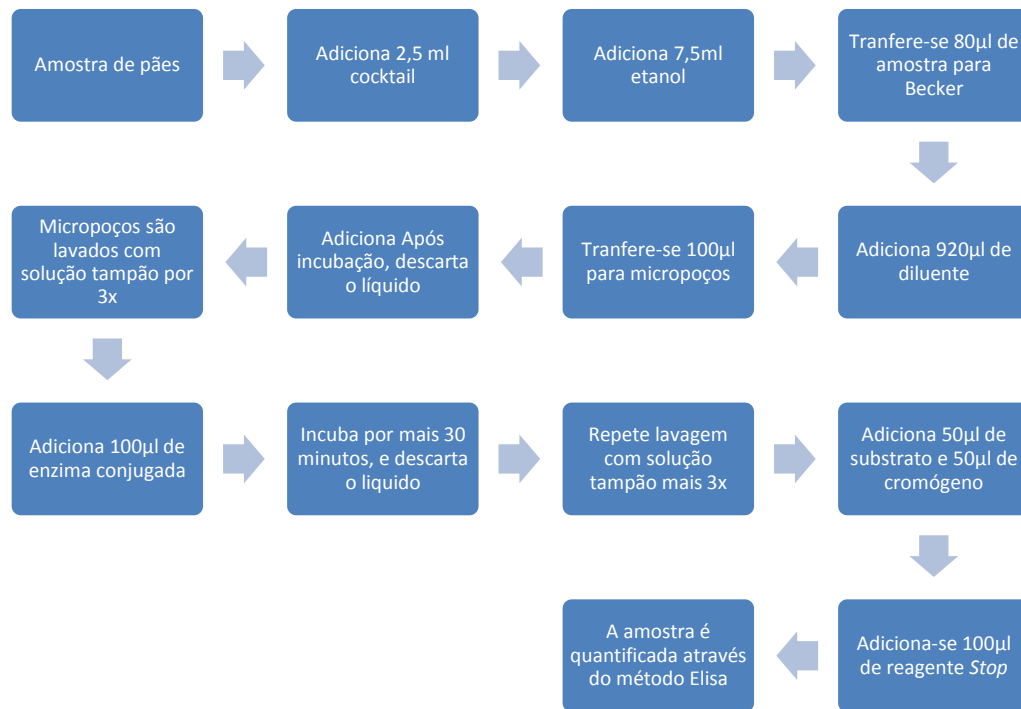 Amostra de pães
Adiciona 2,5 ml
cocktail
Adiciona 7,5ml
etanol
Tranfere-se 80µl de
amostra para
Becker
Adiciona 920µl de
diluente
Tranfere-se 100µl
para micropoços
Adiciona Após
incubação, descarta
o líquido
Micropoços são
lavados com
solução tampão por
3x
Adiciona 100µl de
enzima conjugada
Incuba por mais 30
minutos, e descarta
o liquido
Repete lavagem
com solução
tampão mais 3x
Adiciona 50µl de
substrato e 50µl de
cromógeno
Adiciona-se 100µl
de reagente Stop
A amostra é
quantificada através
do método Elisa